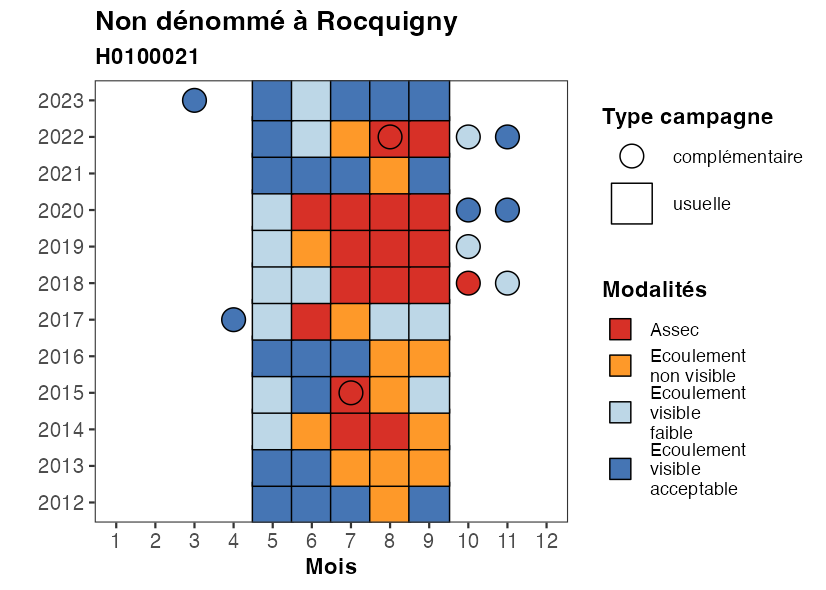 Non dénommé à Rocquigny
H0100021
2023
2022
2021
2020
2019
2018
2017
2016
2015
2014
2013
2012
1 2 3 4 5 6 7 8 9 10 11 12
Mois
Type campagne
complémentaire
usuelle
Modalités
Assec
Ecoulement
non visible
Ecoulement
visible
faible
Ecoulement
visible
acceptable